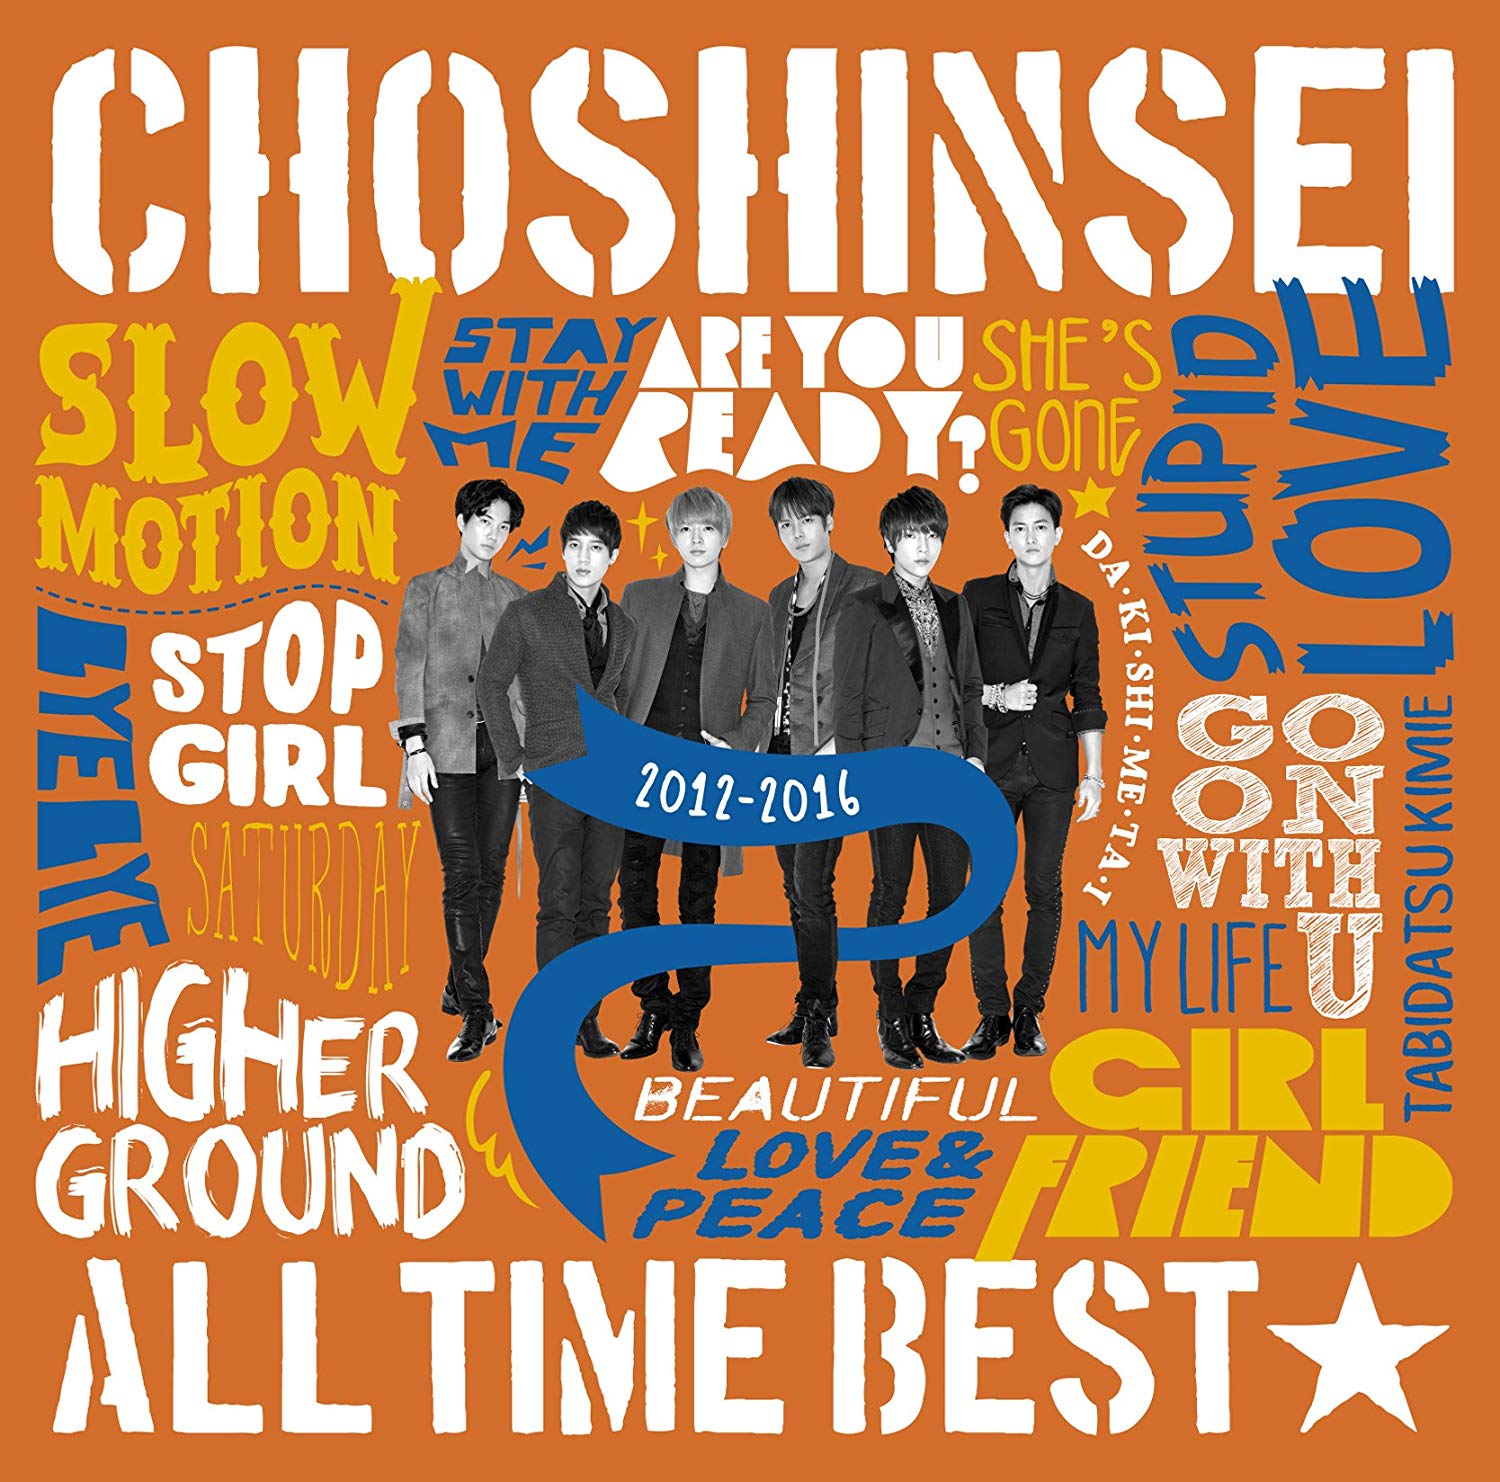 CHOSHINSEI
SLOW
MOTION
STAY
WITH
ME
ARE YOU
READY?
SHE'S
GONE
STUPID
LOVE
DA·KI·SHI·ME·TA·I
LYELYE
STOP
GIRL
SATURDAY
2012-2016
GO
ON
WITH
U
TABIDATSU KIMIE
MY LIFE
HIGHER
GROUND
BEAUTIFUL
LOVE&
PEACE
GIRL
FRIEND
ALL TIME BEST★